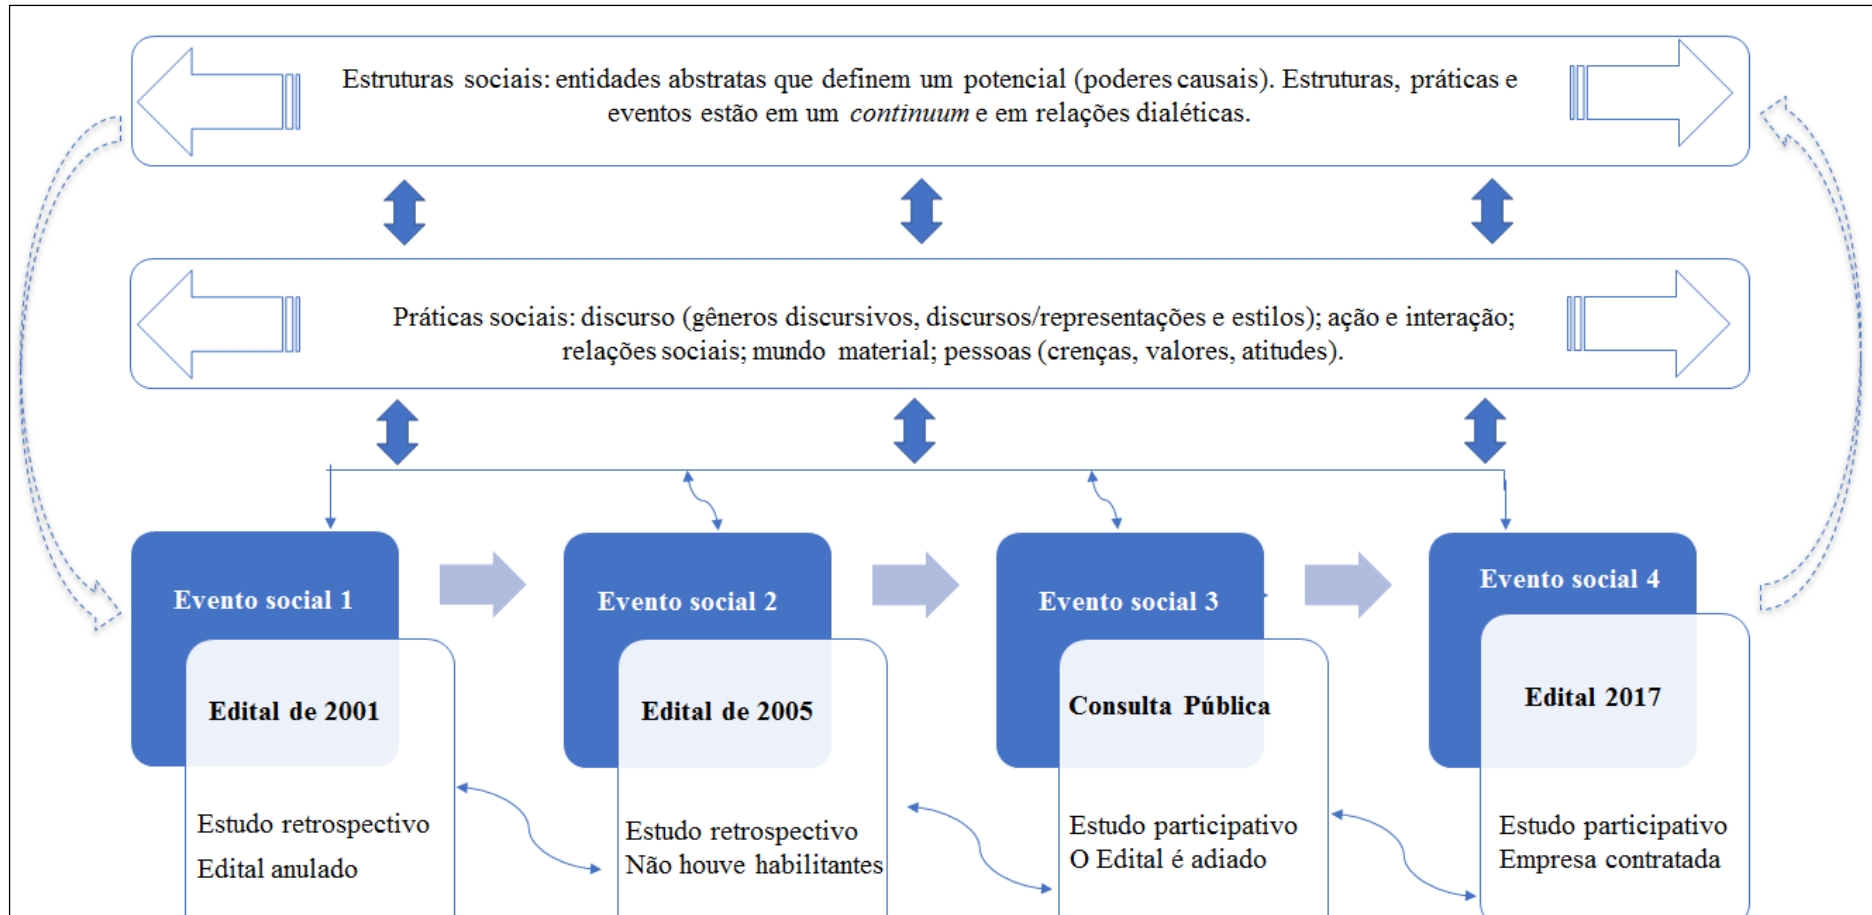 Estruturas sociais: entidades abstratas que definem um potencial (poderes causais). Estruturas, práticas e
eventos estão em um continuum e em relações dialéticas.
Práticas sociais: discurso (gêneros discursivos, discursos/representações e estilos); ação e interação;
relações sociais; mundo material; pessoas (crenças, valores, atitudes).
Evento social 1
Edital de 2001
Estudo retrospectivo
Edital anulado
Evento social 2
Edital de 2005
Estudo retrospectivo
Não houve habilitantes
Evento social 3
Consulta Pública
Estudo participativo
O Edital é adiado
Evento social 4
Edital 2017
Estudo participativo
Empresa contratada